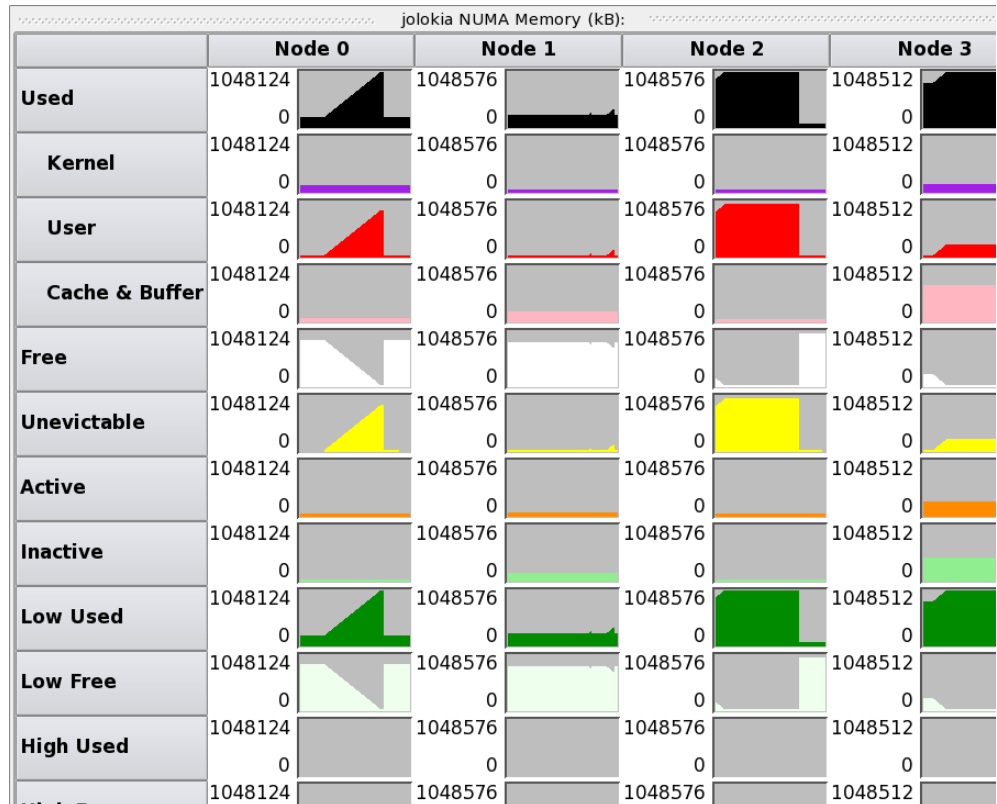 jolokia NUMA Memory (kB):
Node 0 Node 1 Node 2 Node 3
Used 1048124 1048576 1048576 1048512
0 0 0 0
Kernel 1048124 1048576 1048576 1048512
0 0 0 0
User 1048124 1048576 1048576 1048512
0 0 0 0
Cache & Buffer 1048124 1048576 1048576 1048512
0 0 0 0
Free 1048124 1048576 1048576 1048512
0 0 0 0
Unevictable 1048124 1048576 1048576 1048512
0 0 0 0
Active 1048124 1048576 1048576 1048512
0 0 0 0
Inactive 1048124 1048576 1048576 1048512
0 0 0 0
Low Used 1048124 1048576 1048576 1048512
0 0 0 0
Low Free 1048124 1048576 1048576 1048512
0 0 0 0
High Used 1048124 1048576 1048576 1048512
0 0 0 0
1048124 1048576 1048576 1048512